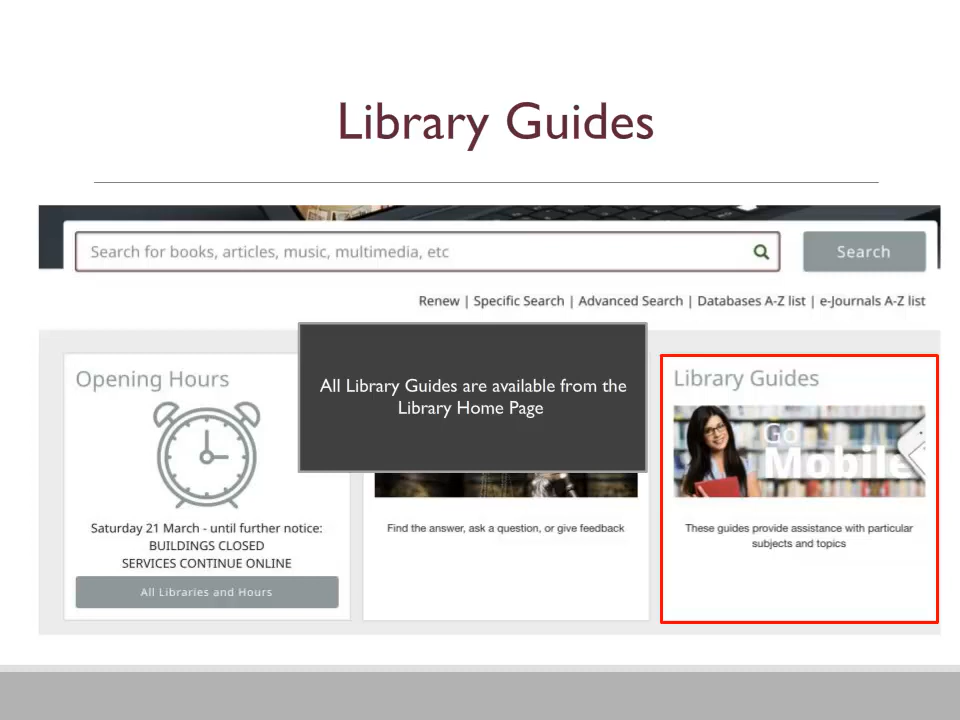 Library Guides
Search for books, articles, music, multimedia, etc
Search
Renew | Specific Search | Advanced Search | Databases A-Z list | e-Journals A-Z list
Opening Hours
Saturday 21 March - until further notice:
BUILDINGS CLOSED
SERVICES CONTINUE ONLINE
All Libraries and Hours
All Library Guides are available from the
Library Home Page
Find the answer, ask a question, or give feedback
Library Guides
Go
Mobile
These guides provide assistance with particular
subjects and topics